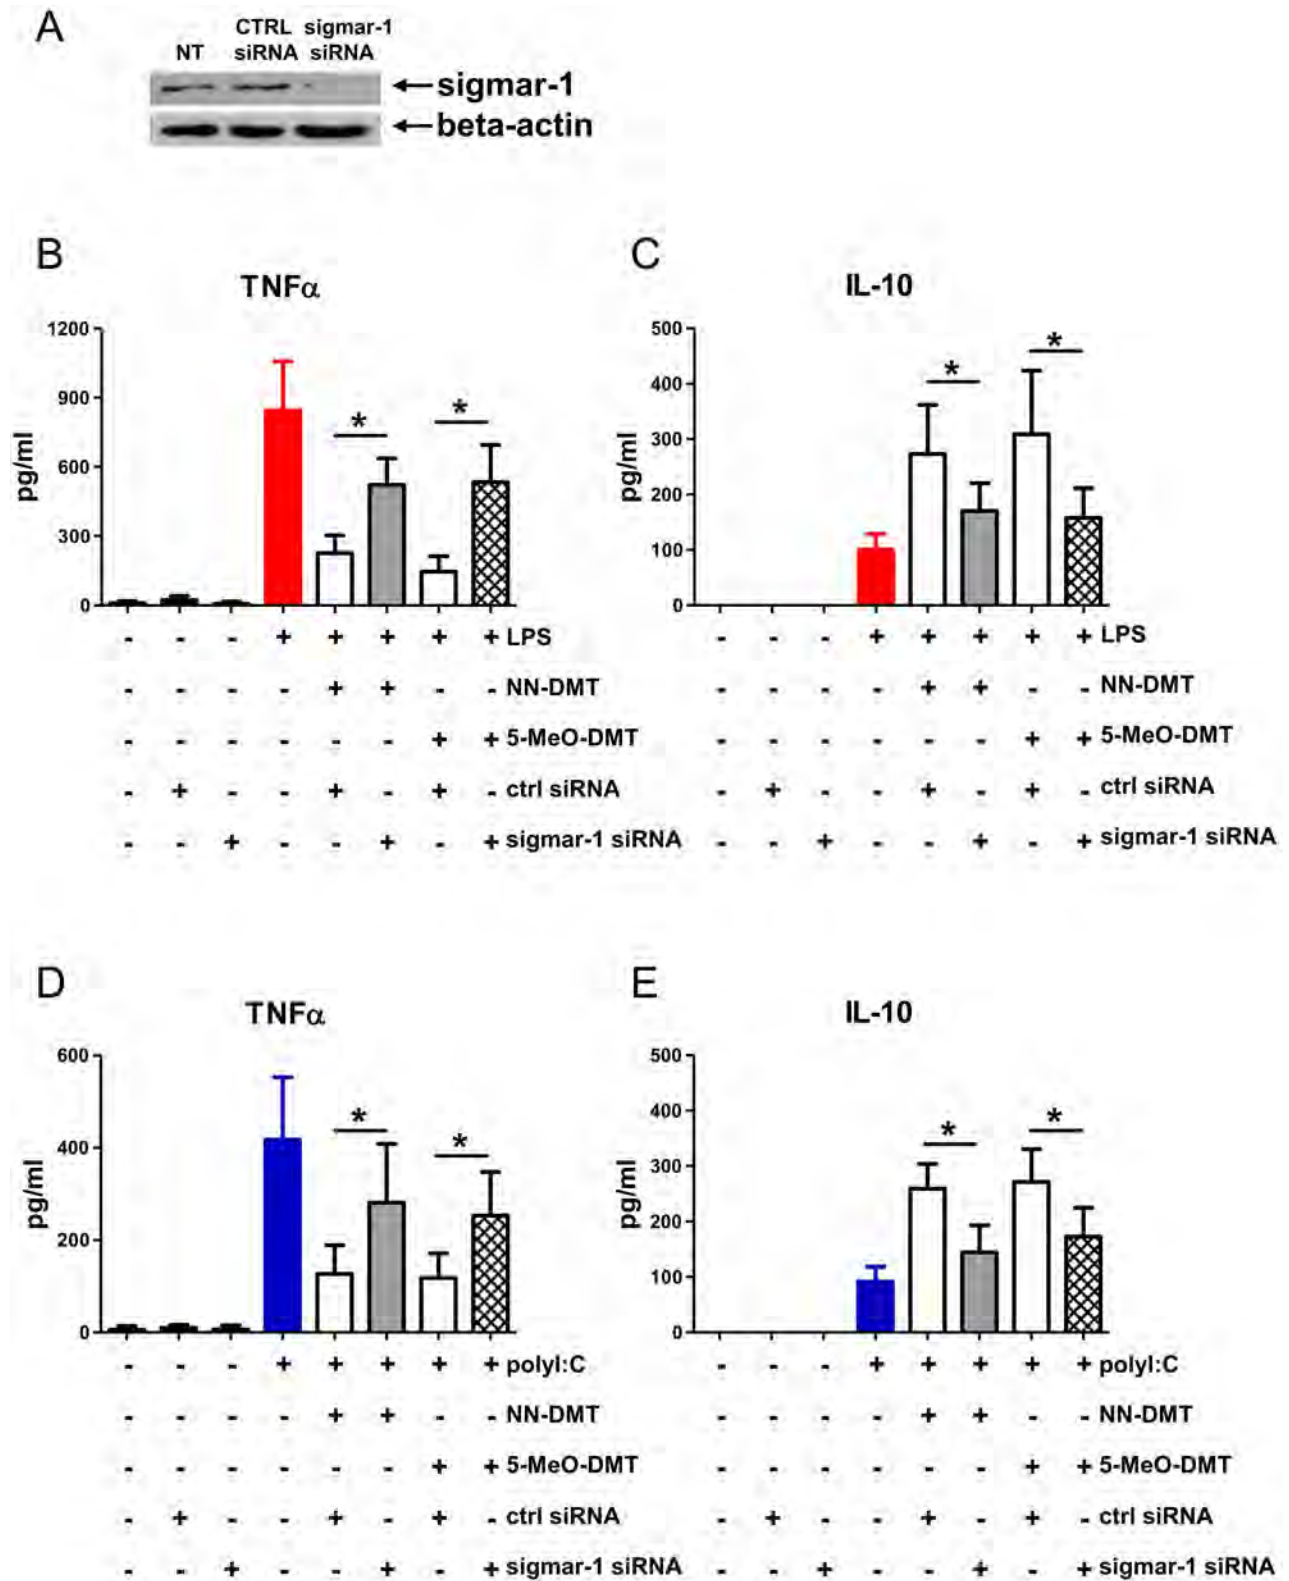 A
NT CTRL siRNA sigmar-1 siRNA
sigmar-1
beta-actin
B
TNFα
pg/ml
1200
900
600
300
0
*
*
- - - + + + + + LPS
- - - - + + - - NN-DMT
- - - - - - + + 5-MeO-DMT
- + - - + - + - ctrl siRNA
- - + - - + - + sigmar-1 siRNA
C
IL-10
pg/ml
500
400
300
200
100
0
*
*
- - - + + + + + LPS
- - - - + + - - NN-DMT
- - - - - - + + 5-MeO-DMT
- + - - + - + - ctrl siRNA
- - + - - + - + sigmar-1 siRNA
D
TNFα
pg/ml
600
400
200
0
*
*
- - - + + + + + polyI:C
- - - - + + - - NN-DMT
- - - - - - + + 5-MeO-DMT
- + - - + - + - ctrl siRNA
- - + - - + - + sigmar-1 siRNA
E
IL-10
pg/ml
500
400
300
200
100
0
*
*
- - - + + + + + polyI:C
- - - - + + - - NN-DMT
- - - - - - + + 5-MeO-DMT
- + - - + - + - ctrl siRNA
- - + - - + - + sigmar-1 siRNA